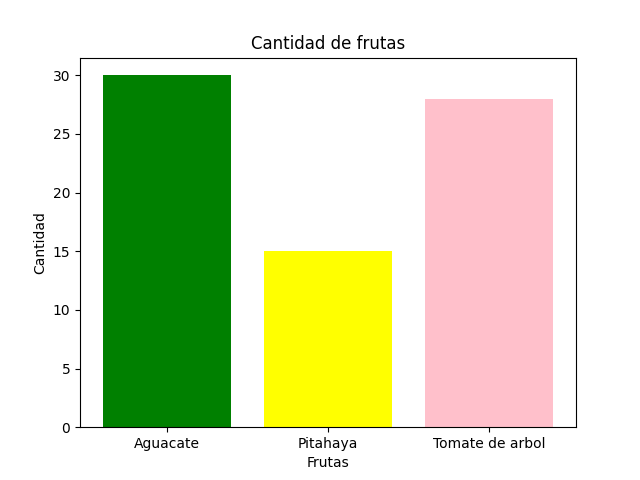 Cantidad de frutas
30
25
20
15
10
5
0
Cantidad
Aguacate
Pitahaya
Tomate de arbol
Frutas